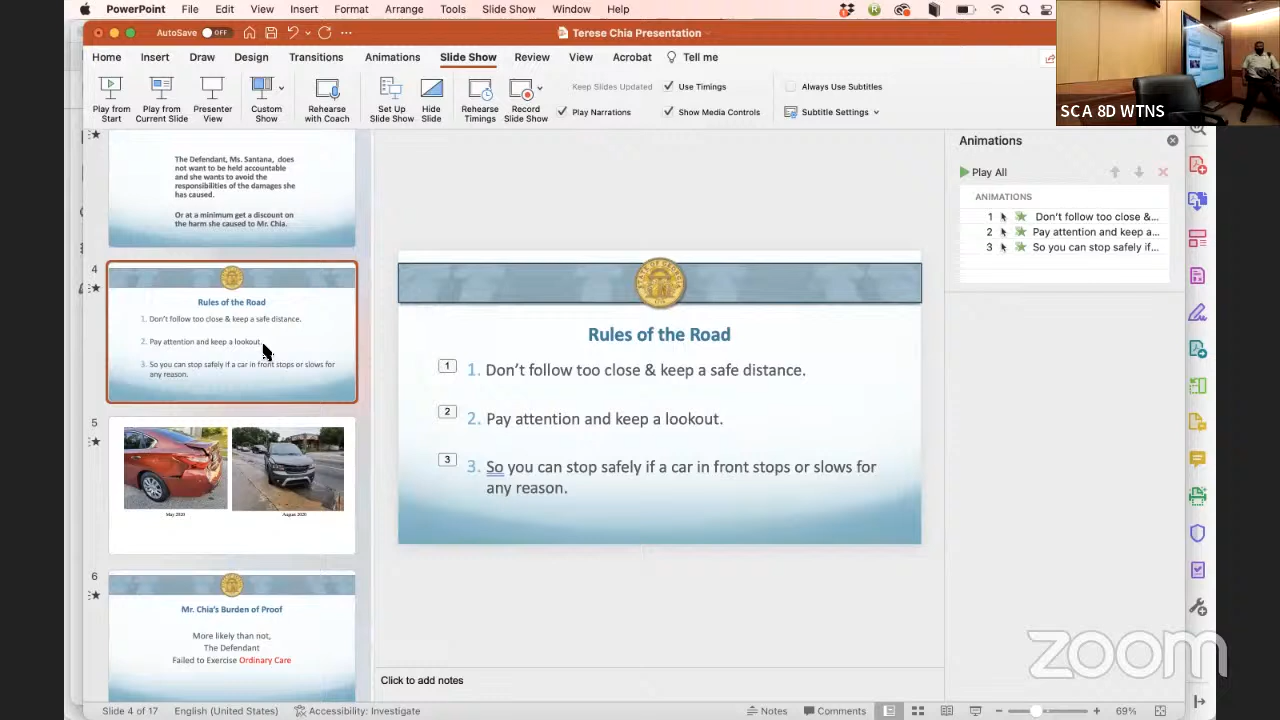 PowerPoint File Edit View Insert Format Arrange Tools Slide Show Window Help
AutoSave OFF
Terese Chia Presentation
Home Insert Draw Design Transitions Animations Slide Show Review View Acrobat Tell me
Play from Start
Play from Current Slide
Presenter View
Custom Show
Rehearse with Coach
Set Up Slide Show
Hide Slide
Rehearse Timings
Record Slide Show
Keep Slides Updated
Use Timings
Play Narrations
Show Media Controls
Always Use Subtitles
Subtitle Settings
SCA 8D WTNS
The Defendant, Ms. Santana, does
not want to be held accountable
and she wants to avoid the
responsibilities of the damages she
has caused.
Or at a minimum get a discount on
the harm she caused to Mr. Chia.
4
Rules of the Road
1. Don't follow too close & keep a safe distance.
2. Pay attention and keep a lookout.
3. So you can stop safely if a car in front stops or slows for
any reason.
5
May 2020
August 2020
6
Mr. Chia's Burden of Proof
More likely than not,
The Defendant
Failed to Exercise Ordinary Care
Rules of the Road
1 1. Don't follow too close & keep a safe distance.
2 2. Pay attention and keep a lookout.
3 3. So you can stop safely if a car in front stops or slows for
any reason.
Click to add notes
Animations
Play All
ANIMATIONS
1 Don't follow too close &...
2 Pay attention and keep a...
3 So you can stop safely if...
zoom
Slide 4 of 17 English (United States) Accessibility: Investigate
Notes Comments 69%